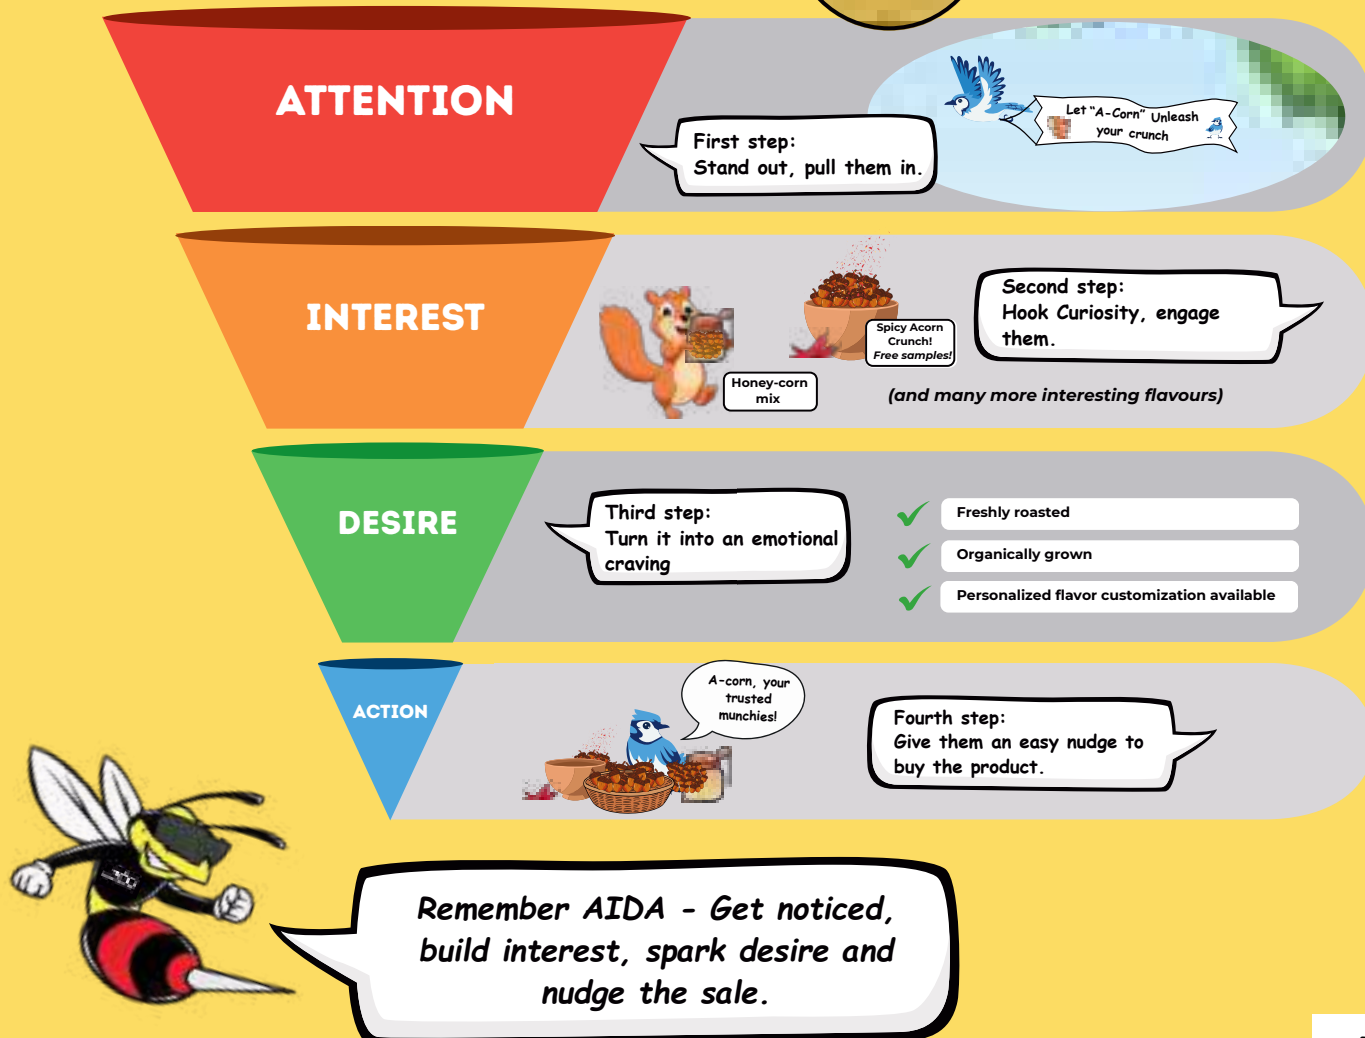 ATTENTION
First step:
Stand out, pull them in.
Let "A-Corn" Unleash
your crunch
INTEREST
Honey-corn
mix
Spicy Acorn
Crunch!
Free samples!
Second step:
Hook Curiosity, engage
them.
(and many more interesting flavours)
DESIRE
Third step:
Turn it into an emotional
craving
Freshly roasted
Organically grown
Personalized flavor customization available
ACTION
A-corn, your
trusted
munchies!
Fourth step:
Give them an easy nudge to
buy the product.
Remember AIDA - Get noticed,
build interest, spark desire and
nudge the sale.